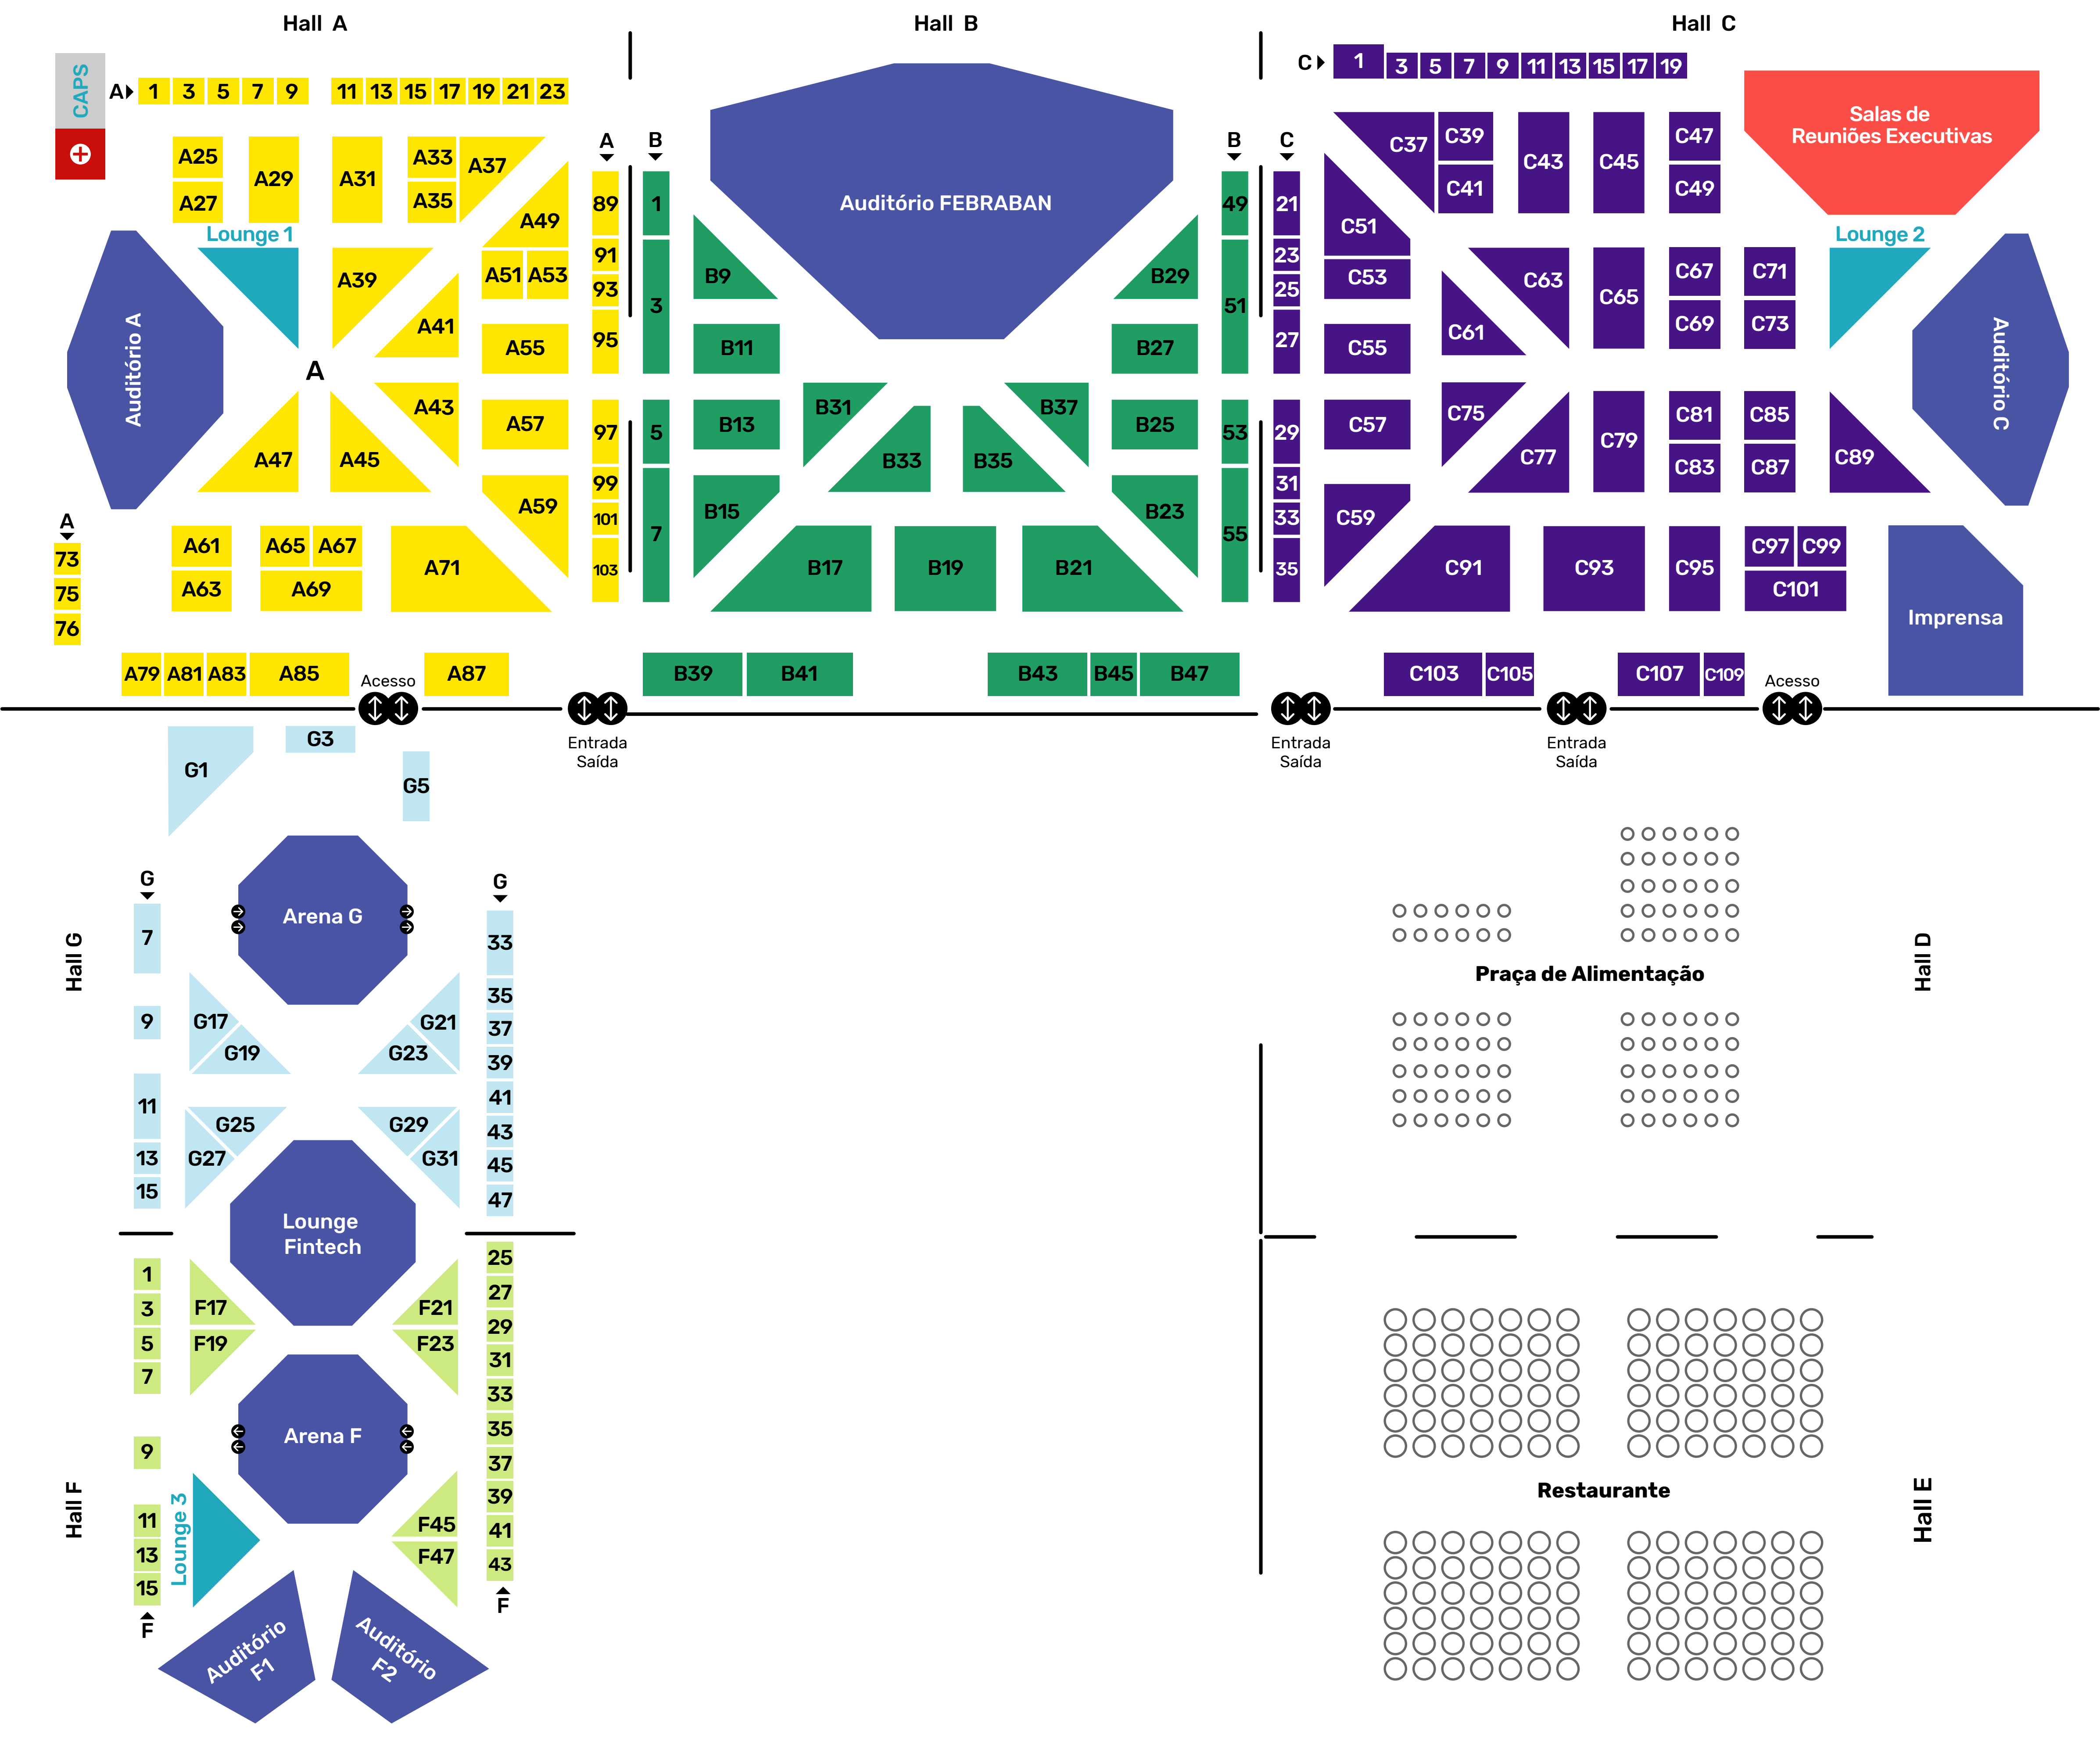 Hall A
Hall B
Hall C
CAPS
A 1 3 5 7 9 11 13 15 17 19 21 23
C 1 3 5 7 9 11 13 15 17 19
A25 A29 A31 A33 A37
A27 A35
Lounge 1
A39 A49
A41 A51 A53
A55
Auditório A
A
A43 A57
A47 A45
A59
A
73
75
76
A61 A65 A67 A71
A63 A69
A79 A81 A83 A85 A87
A
89
91
93
95
97
99
101
103
B
1
3
5
7
Auditório FEBRABAN
B9 B29
B11 B27
B31 B37
B13 B25
B33 B35
B15 B23
B17 B19 B21
B39 B41 B43 B45 B47
B
49
51
53
55
C
21
23
25
27
29
31
33
35
C37 C39 C43 C45 C47
C41 C49
Salas de
Reuniões Executivas
C51
C53
Lounge 2
C63 C65 C67 C71
C61 C69 C73
C55
Auditório C
C57 C75 C77 C79 C81 C85
C83 C87 C89
C59
C91 C93 C95 C97 C99
C101
Imprensa
C103 C105 C107 C109
Acesso
Entrada
Saída
Entrada
Saída
Entrada
Saída
Acesso
G1 G3
G5
Arena G
Hall G
G
7
9
11
13
15
G17 G21
G19 G23
G25 G29
G27 G31
G
33
35
37
39
41
43
45
47
Lounge
Fintech
1
3
5
7
9
11
13
15
F
F17 F21
F19 F23
Arena F
Hall F
Lounge 3
F45
F47
25
27
29
31
33
35
37
39
41
43
F
Auditório
F1
Auditório
F2
Praça de Alimentação
Hall D
Restaurante
Hall E